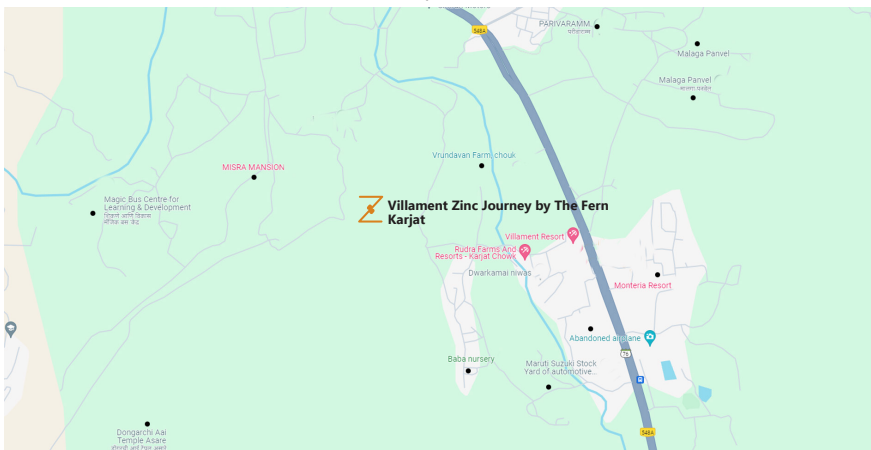 548A
PARIVARAMM
परिवारम्म
Malaga Panvel
Malaga Panvel
मालागा पनवेल
Vrundavan Farm chouk
MISRA MANSION
Magic Bus Centre for
Learning & Development
Villament Zinc Journey by The Fern
Karjat
Villament Resort
Rudra Farms And
Resorts - Karjat Chowk
Dwarkamai niwas
Monteria Resort
Abandoned airplane
76
Baba nursery
Maruti Suzuki Stock
Yard of automotive...
Dongarchi Aai
Temple Asare
548A